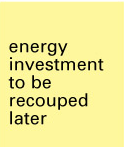 energy
investment
to be
recouped
later